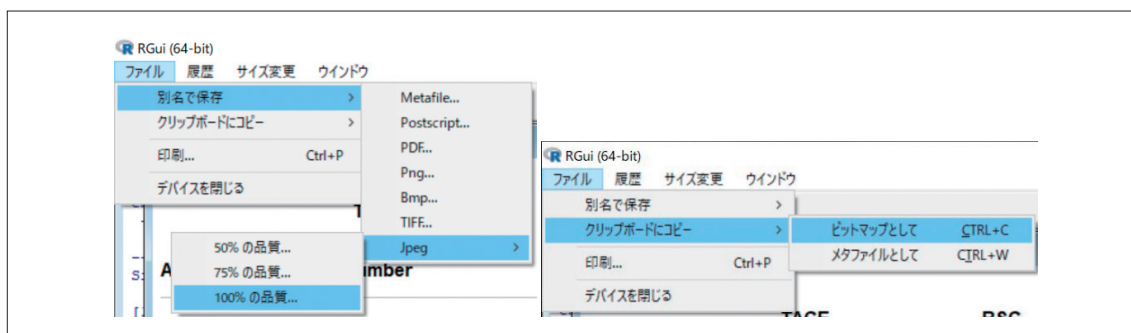 RGui (64-bit)
ファイル 履歴 サイズ変更 ウインドウ
別名で保存 >
クリップボードにコピー >
印刷... Ctrl+P
デバイスを閉じる
Metafile...
Postscript...
PDF...
Png...
Bmp...
TIFF...
Jpeg >
50% の品質...
75% の品質...
100% の品質...
RGui (64-bit)
ファイル 履歴 サイズ変更 ウインドウ
別名で保存 >
クリップボードにコピー >
印刷... Ctrl+P
デバイスを閉じる
ビットマップとして CTRL+C
メタファイルとして CTRL+W